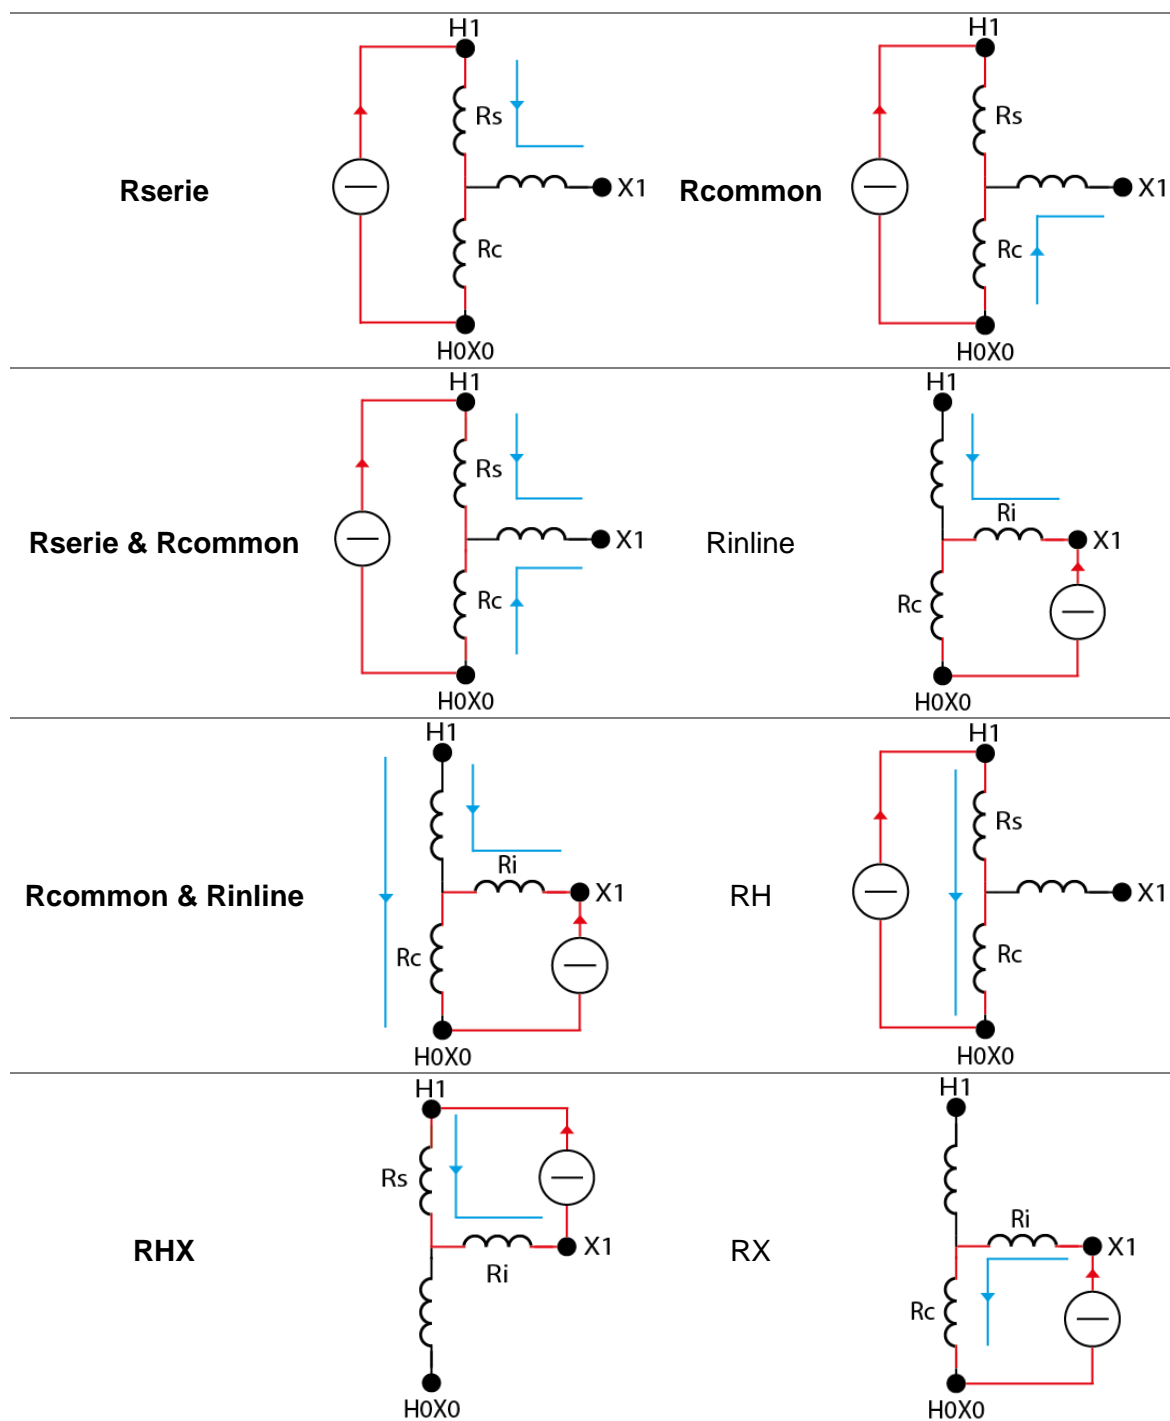 H1
Rs
Rserie
X1
Rc
H0X0
H1
Rs
Rcommon
X1
Rc
H0X0
H1
Rs
Rserie & Rcommon
X1
Rc
H0X0
H1
Ri
Rinline
X1
Rc
H0X0
H1
Ri
Rcommon & Rinline
X1
Rc
H0X0
H1
Rs
RH
X1
Rc
H0X0
H1
Rs
RHX
X1
Ri
H0X0
H1
Ri
RX
X1
Rc
H0X0